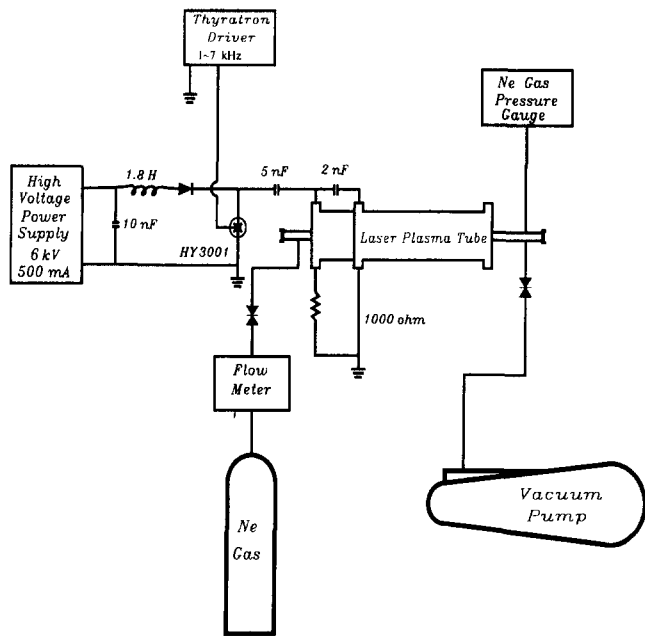 Thyratron
Driver
1~7 kHz
Ne Gas
Pressure
Gauge
High
Voltage
Power
Supply
6 kV
500 mA
1.8 H
5 nF
2 nF
10 nF
HY3001
Laser Plasma Tube
1000 ohm
Flow
Meter
Ne
Gas
Vacuum
Pump